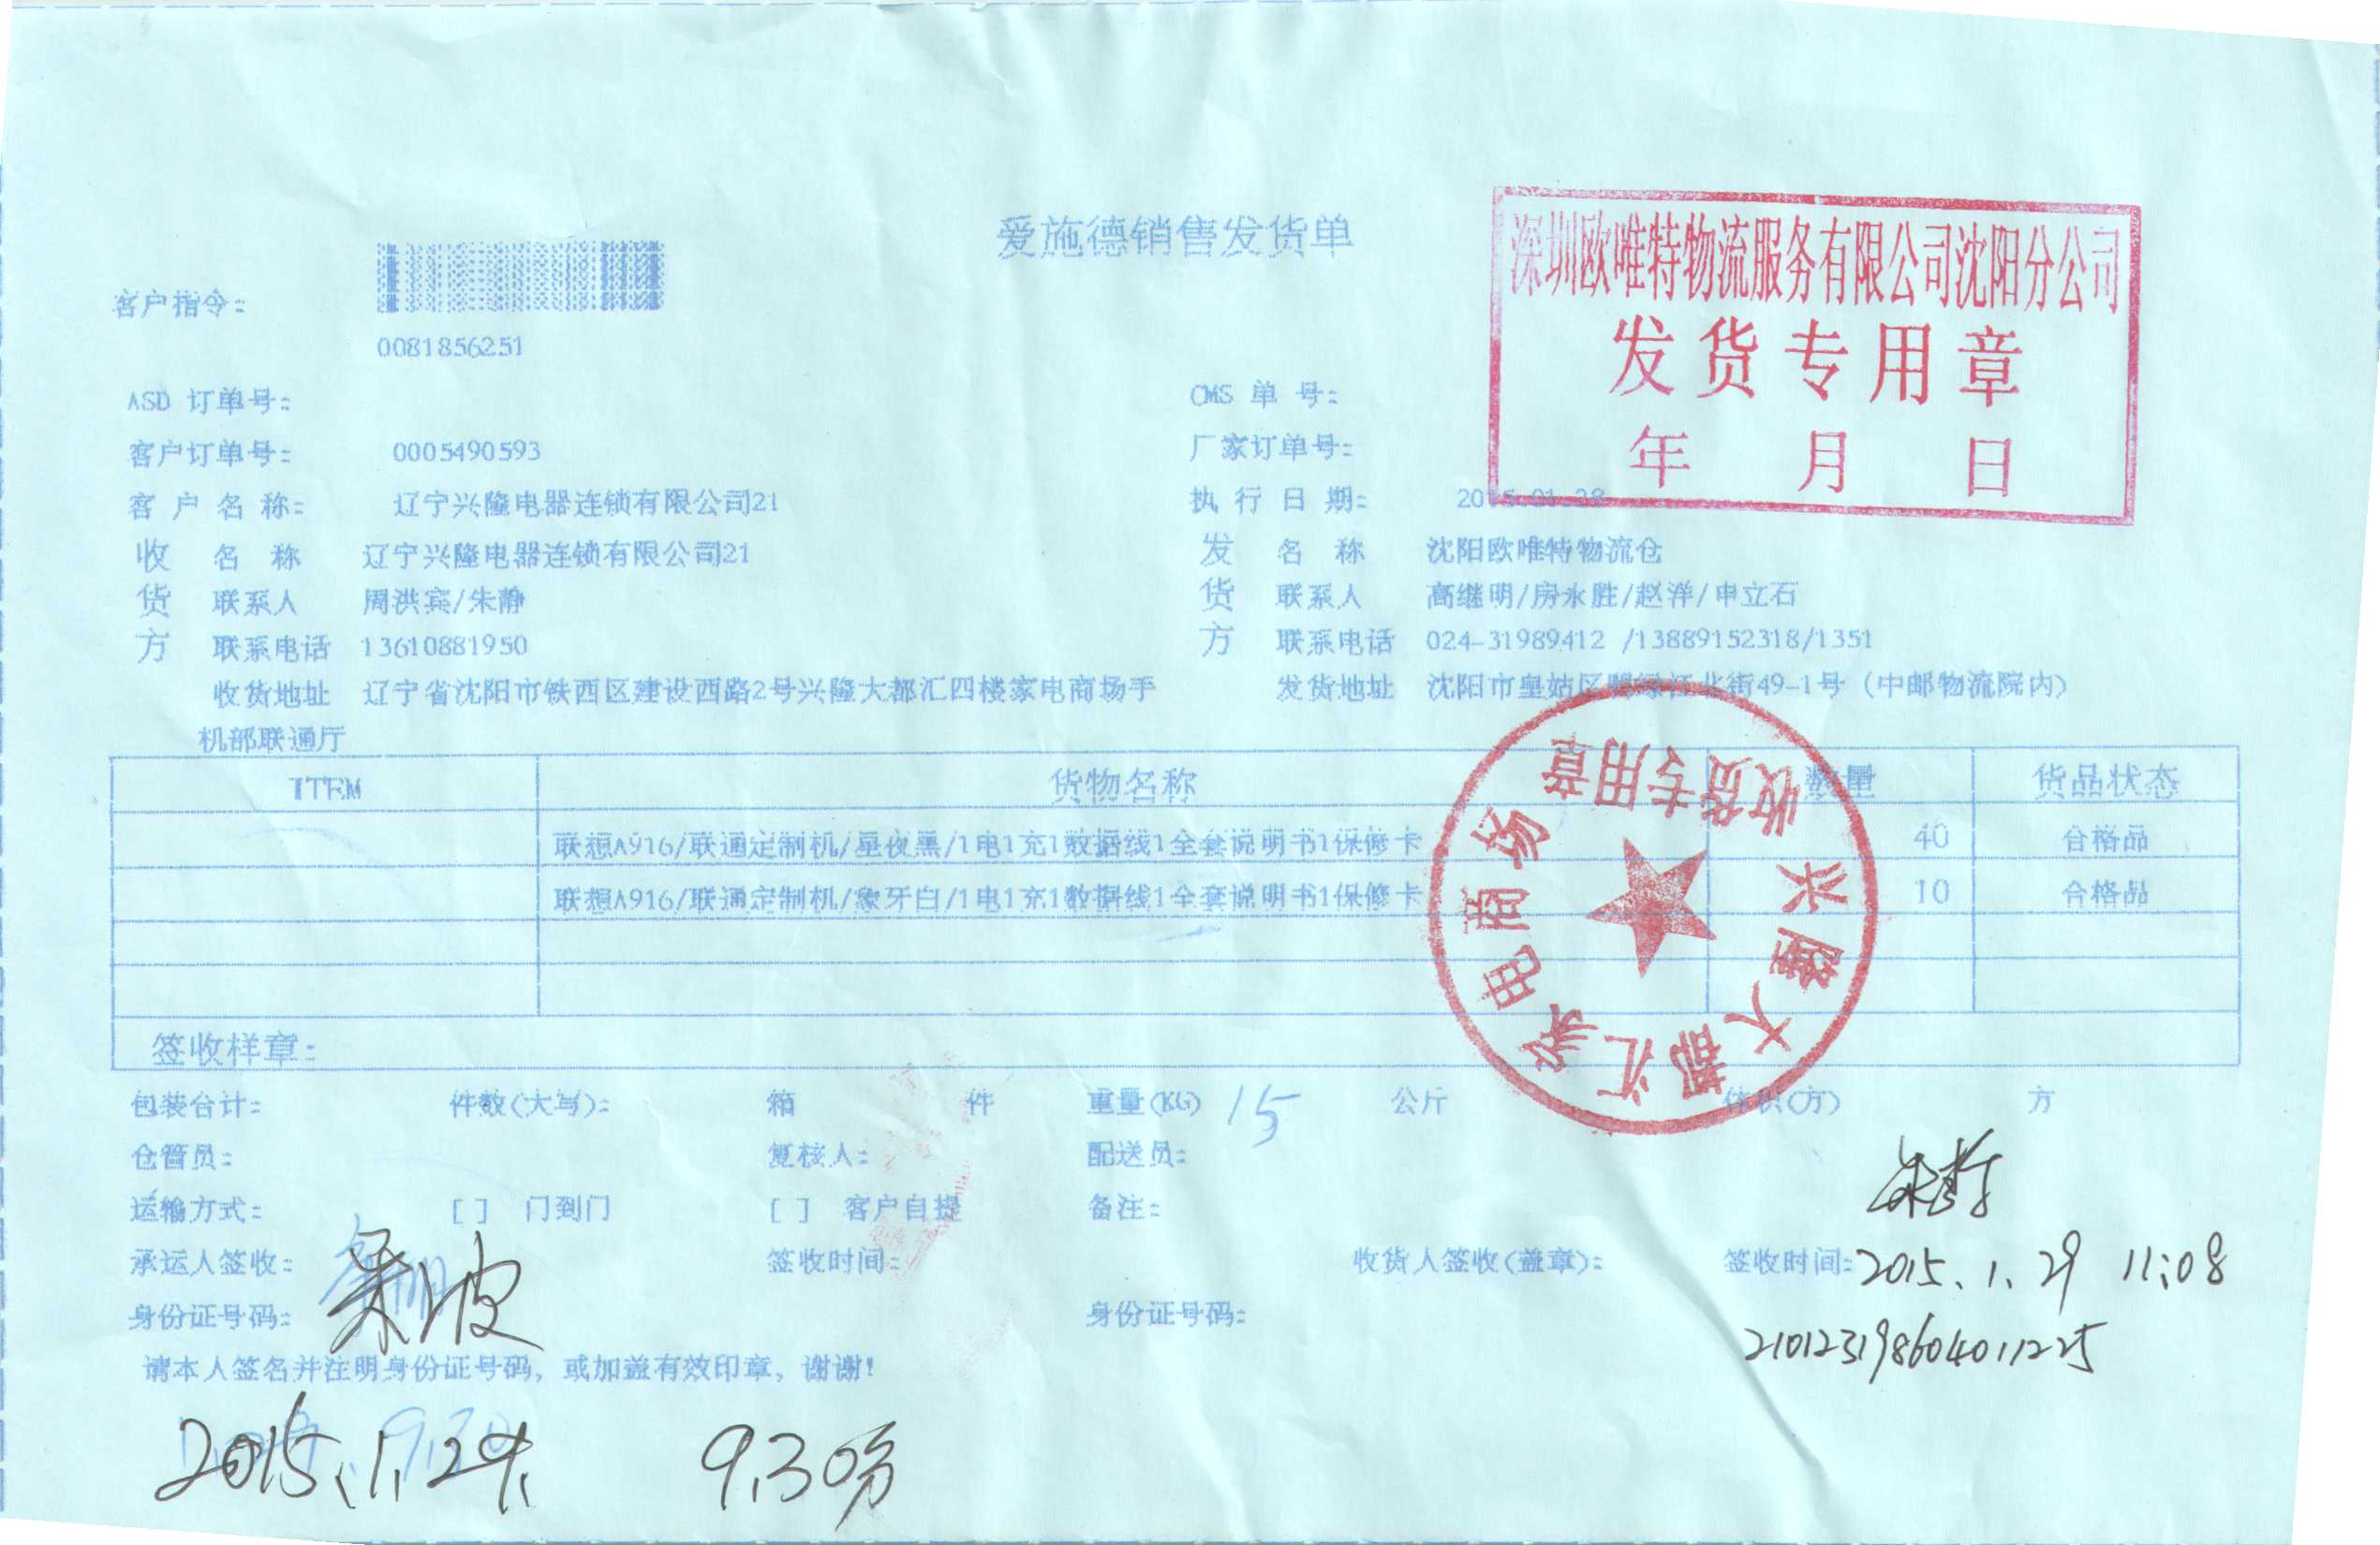 爱施德销售发货单
深圳欧唯特物流服务有限公司沈阳分公司
发货专用章
年 月 日
客户指令:
0081856251
ASD 订单号: CMS 单 号:
客户订单号: 0005490593 厂家订单号:
客 户 名 称: 辽宁兴隆电器连锁有限公司21 执 行 日 期: 2015.01.28
收 名 称 辽宁兴隆电器连锁有限公司21 发 名 称 沈阳欧唯特物流仓
货 联系人 周洪宾/朱静 货 联系人 高继明/房永胜/赵洋/申立石
方 联系电话 13610881950 方 联系电话 024-31989412 /13889152318/1351
收货地址 辽宁省沈阳市铁西区建设西路2号兴隆大都汇四楼家电商场手 发货地址 沈阳市皇姑区鸭绿江北街49-1号（中邮物流院内）
机部联通厅
ITEM 货物名称 数量 货品状态
联想A916/联通定制机/星夜黑/1电1充1数据线1全套说明书1保修卡 40 合格品
联想A916/联通定制机/象牙白/1电1充1数据线1全套说明书1保修卡 10 合格品
兴隆大都汇家电商场
收货专用章
签收样章:
包装合计: 件数(大写): 箱 件 重量(KG) 15 公斤 体积(方) 方
仓管员: 复核人: 配送员:
运输方式: [ ] 门到门 [ ] 客户自提 备注:
朱静
承运人签收: 签收时间: 收货人签收(盖章): 签收时间: 2015.1.29 11:08
身份证号码: 身份证号码: 210123198604011225
请本人签名并注明身份证号码, 或加盖有效印章, 谢谢!
2015.1.29. 9.30分